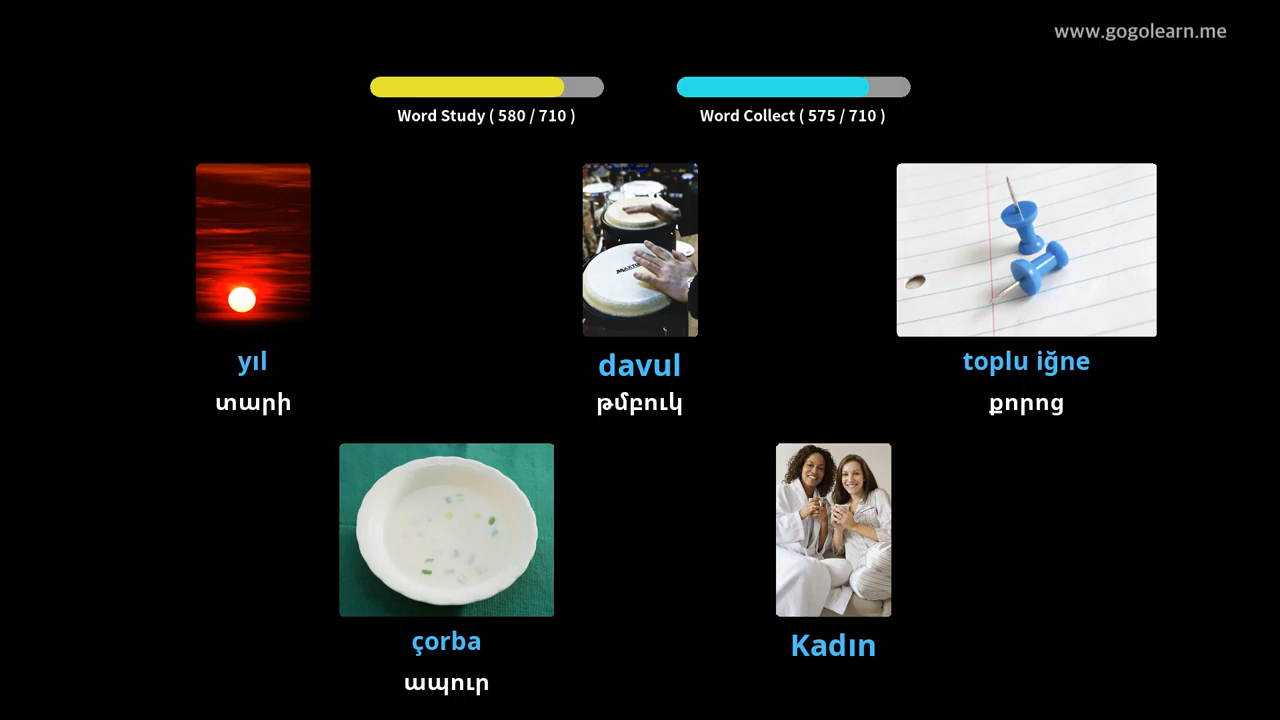 www.gogolearn.me
Word Study ( 580 / 710 )
Word Collect ( 575 / 710 )
yıl
տարի
davul
թմբուկ
toplu iğne
քորոց
çorba
ապուր
Kadın